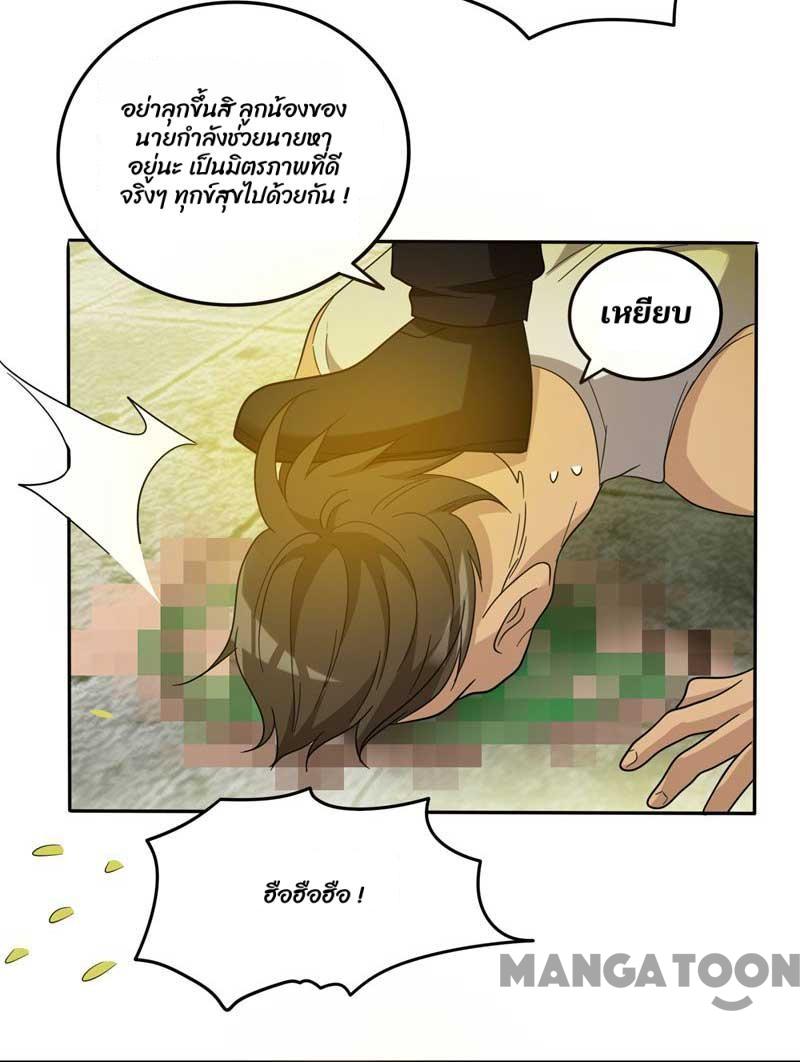 อย่าลุกขึ้นสิ ลูกน้องของ
นายกำลังช่วยนายหา
อยู่นะ เป็นมิตรภาพที่ดี
จริงๆ ทุกข์สุขไปด้วยกัน !
เหยียบ
ฮือฮือฮือ !
MANGATOON